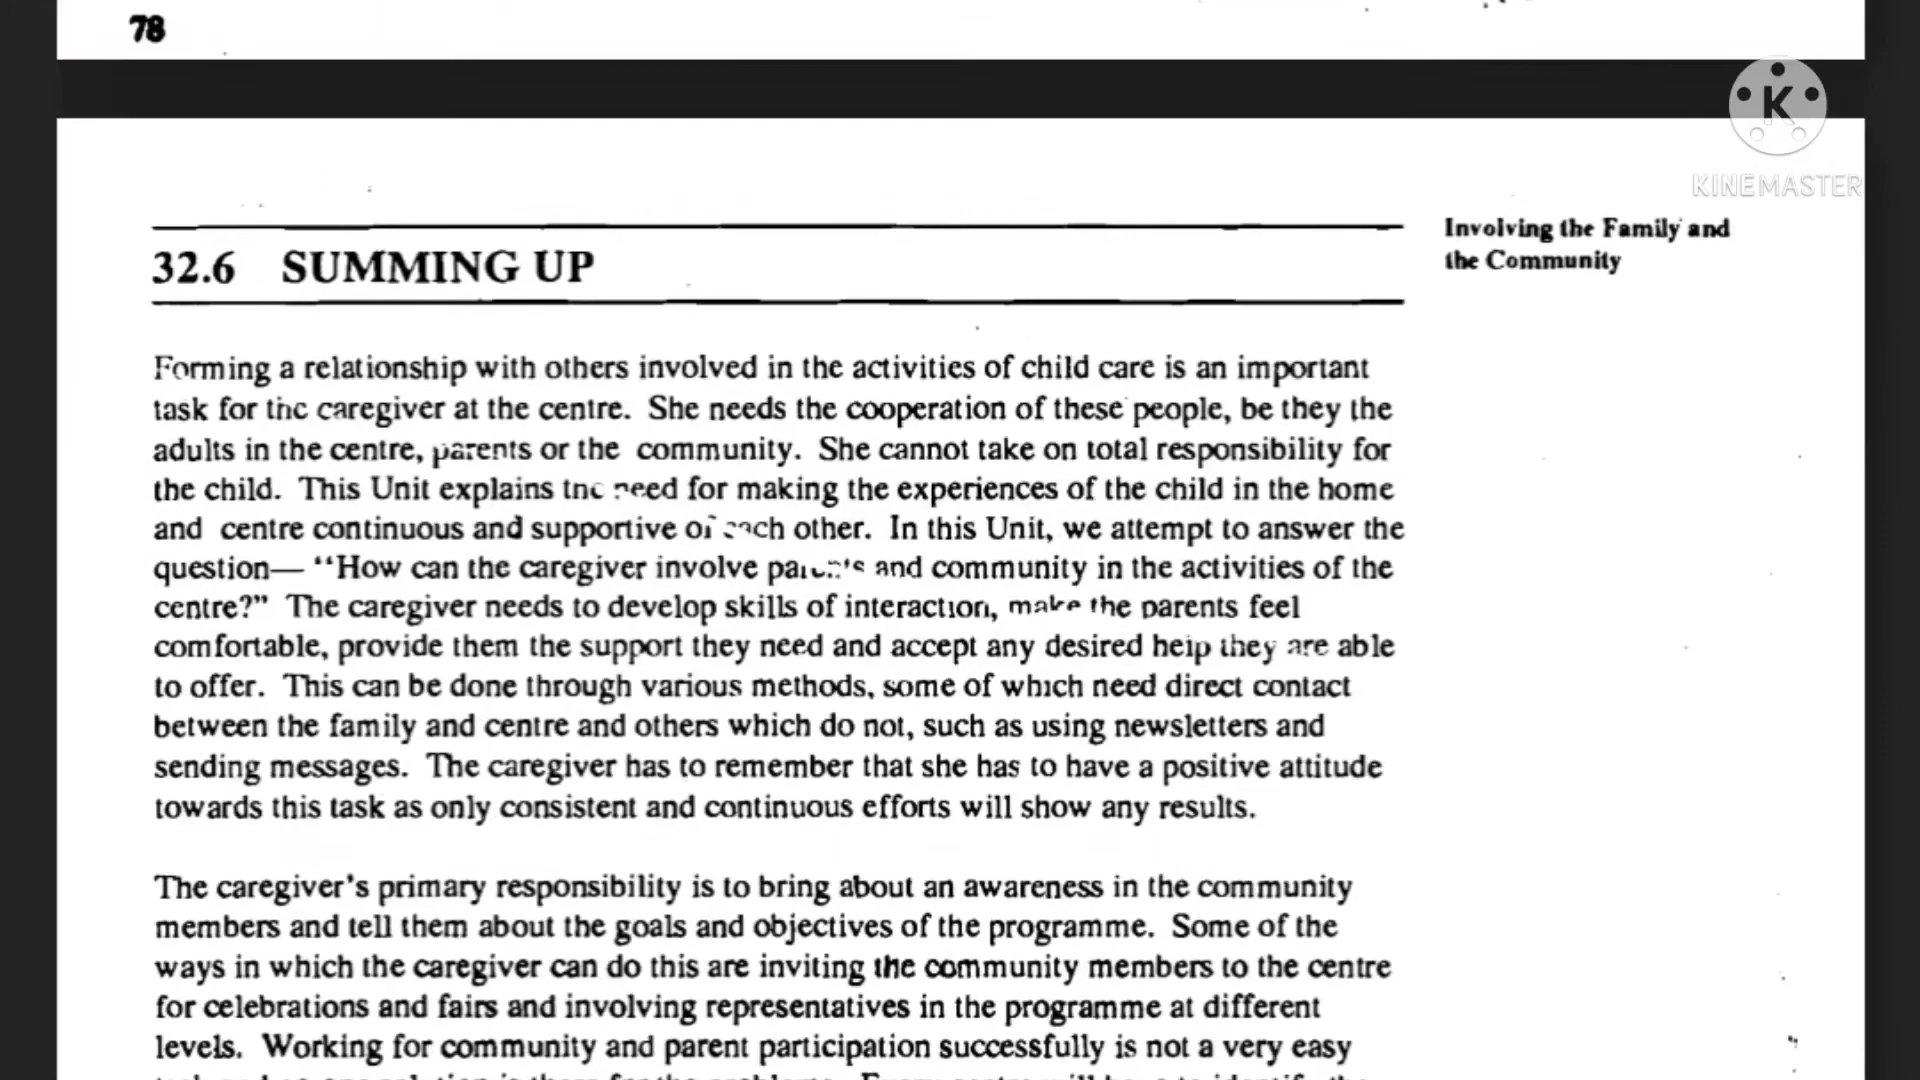 78
K
KINEMASTER
Involving the Family and
the Community
32.6 SUMMING UP
Forming a relationship with others involved in the activities of child care is an important
task for the caregiver at the centre. She needs the cooperation of these people, be they the
adults in the centre, parents or the community. She cannot take on total responsibility for
the child. This Unit explains the need for making the experiences of the child in the home
and centre continuous and supportive of each other. In this Unit, we attempt to answer the
question— “How can the caregiver involve parents and community in the activities of the
centre?” The caregiver needs to develop skills of interaction, make the parents feel
comfortable, provide them the support they need and accept any desired help they are able
to offer. This can be done through various methods, some of which need direct contact
between the family and centre and others which do not, such as using newsletters and
sending messages. The caregiver has to remember that she has to have a positive attitude
towards this task as only consistent and continuous efforts will show any results.
The caregiver's primary responsibility is to bring about an awareness in the community
members and tell them about the goals and objectives of the programme. Some of the
ways in which the caregiver can do this are inviting the community members to the centre
for celebrations and fairs and involving representatives in the programme at different
levels. Working for community and parent participation successfully is not a very easy